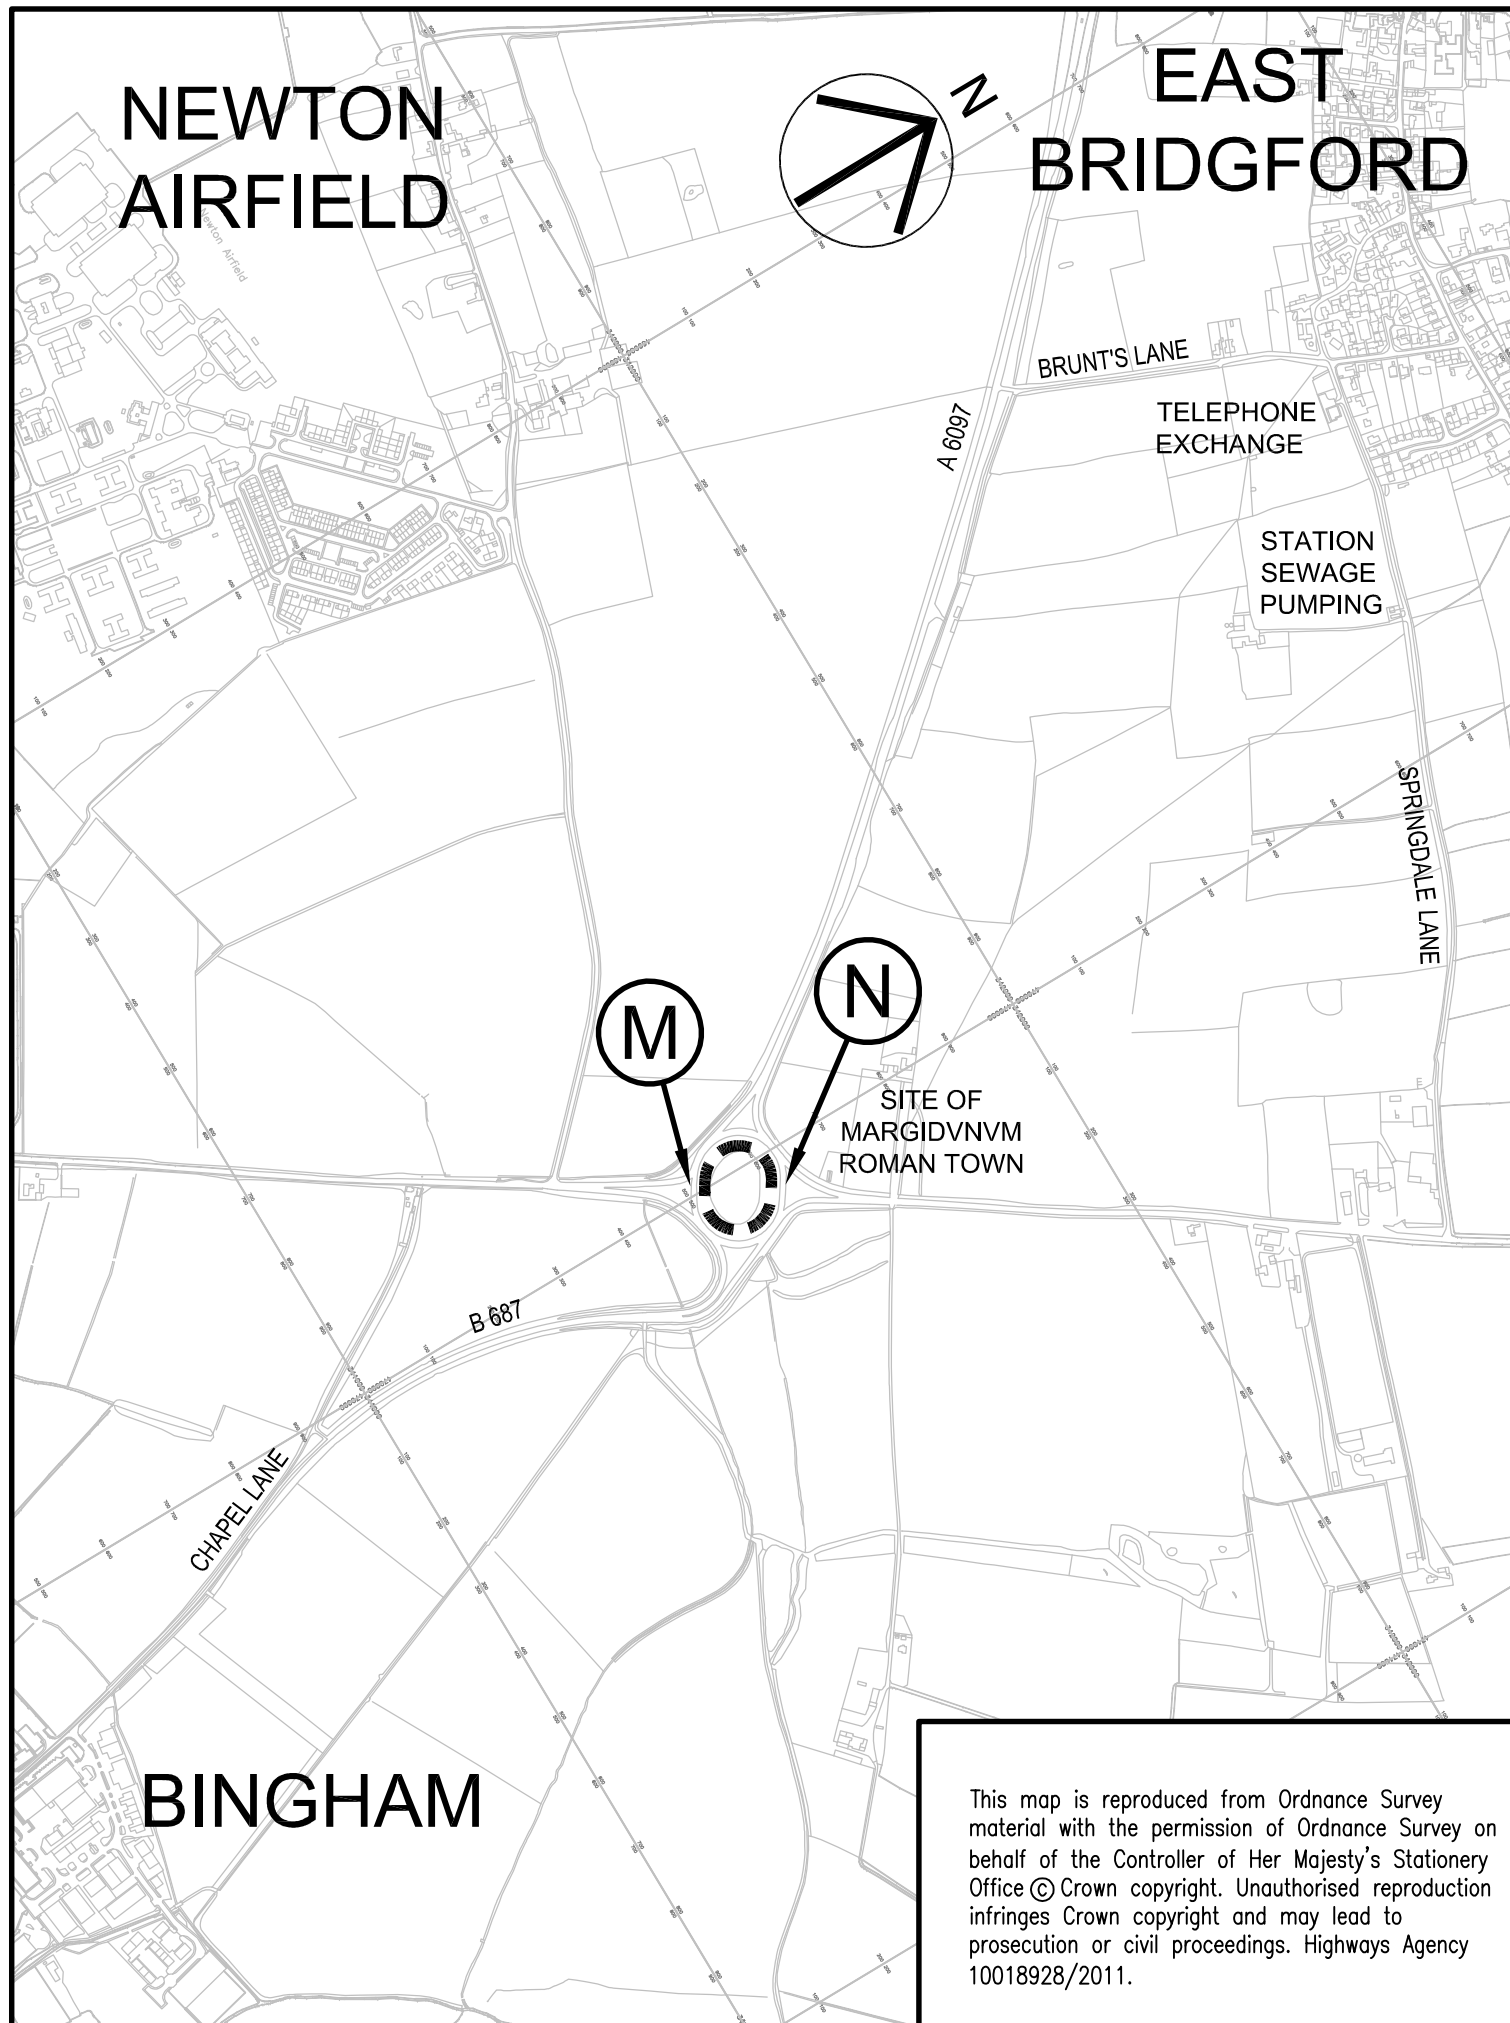 NEWTON
AIRFIELD
N
EAST
BRIDGFORD
Newton Airfield
BRUNT'S LANE
A 6097
TELEPHONE
EXCHANGE
STATION
SEWAGE
PUMPING
SPRINGDALE LANE
M
N
SITE OF
MARGIDVNVM
ROMAN TOWN
B 687
CHAPEL LANE
BINGHAM
This map is reproduced from Ordnance Survey
material with the permission of Ordnance Survey on
behalf of the Controller of Her Majesty's Stationery
Office © Crown copyright. Unauthorised reproduction
infringes Crown copyright and may lead to
prosecution or civil proceedings. Highways Agency
10018928/2011.